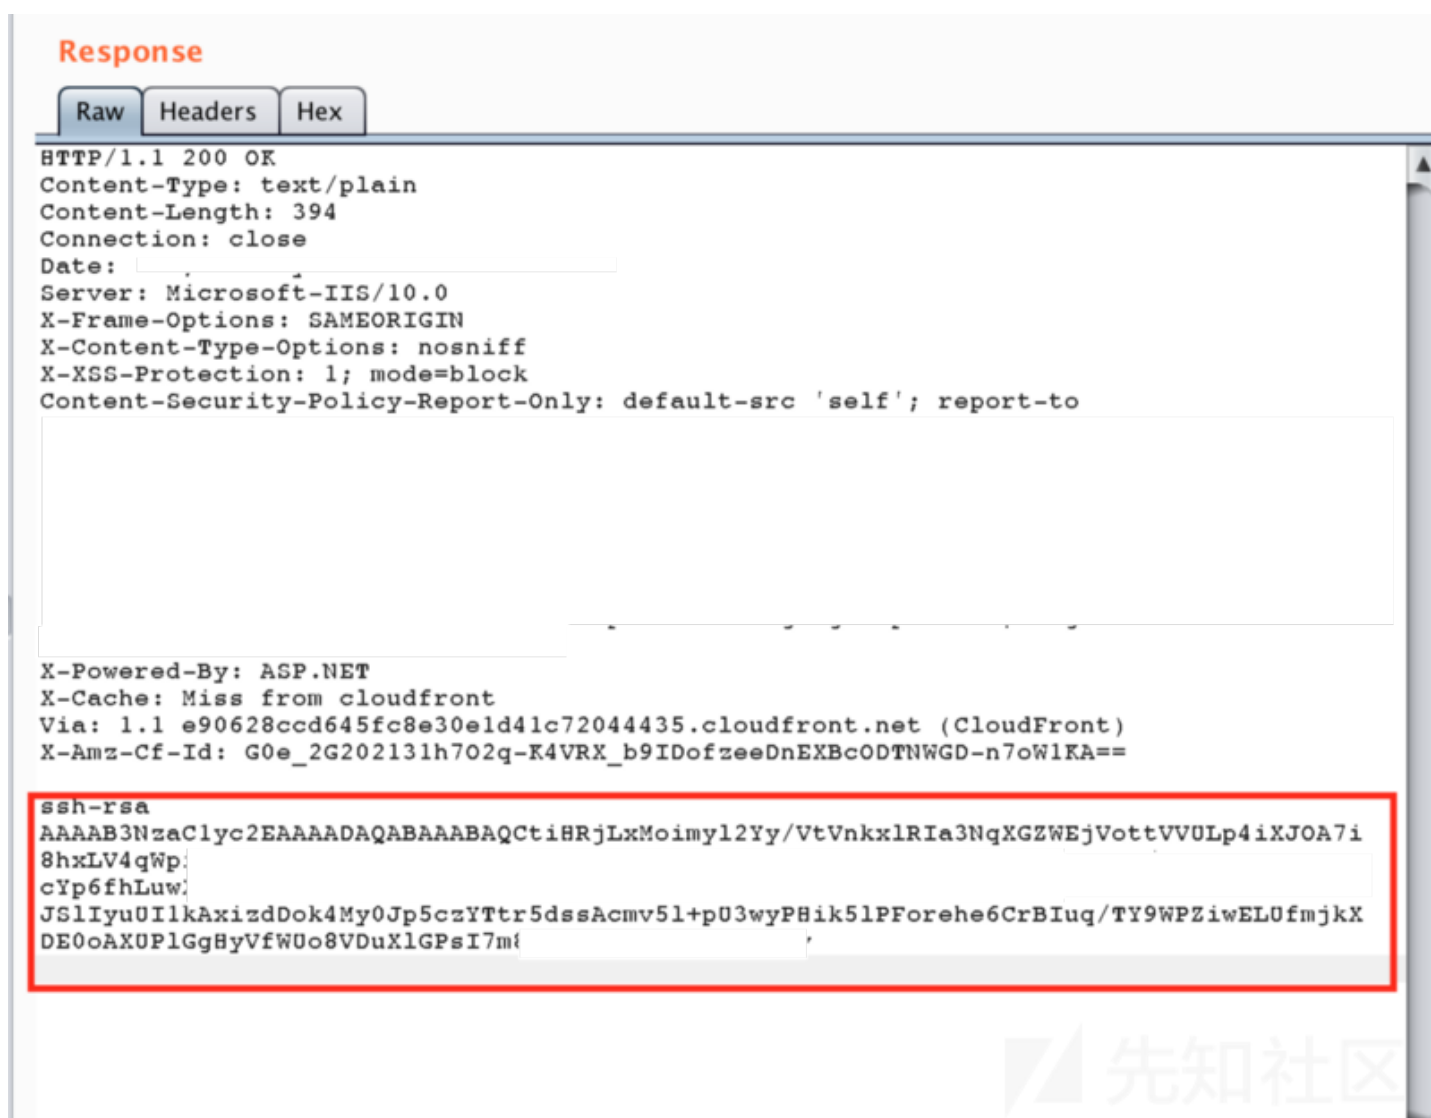 Response
Raw Headers Hex
HTTP/1.1 200 OK
Content-Type: text/plain
Content-Length: 394
Connection: close
Date:
Server: Microsoft-IIS/10.0
X-Frame-Options: SAMEORIGIN
X-Content-Type-Options: nosniff
X-XSS-Protection: 1; mode=block
Content-Security-Policy-Report-Only: default-src 'self'; report-to
X-Powered-By: ASP.NET
X-Cache: Miss from cloudfront
Via: 1.1 e90628ccd645fc8e30e1d41c72044435.cloudfront.net (CloudFront)
X-Amz-Cf-Id: G0e_2G202131h7O2q-K4VRX_b9IDofzeeDnEXBcODTNWGD-n7oW1KA==
ssh-rsa
AAAAB3NzaC1yc2EAAAADAQABAAABAQCtiHRjLxMoimyl2Yy/VtVnkxlRIa3NqXGZWEjVottVVULp4iXJOA7i
8hxLV4qWp
cYp6fhLuw
JSlIyuUIlkAxizdDok4My0Jp5czYTtr5dssAcmv5l+pU3wyPHik5lPForehe6CrBIuq/TY9WPZiwELUfmjkX
DE0oAXUPlGgHyVfWUo8VDuXlGPsI7m
先知社区